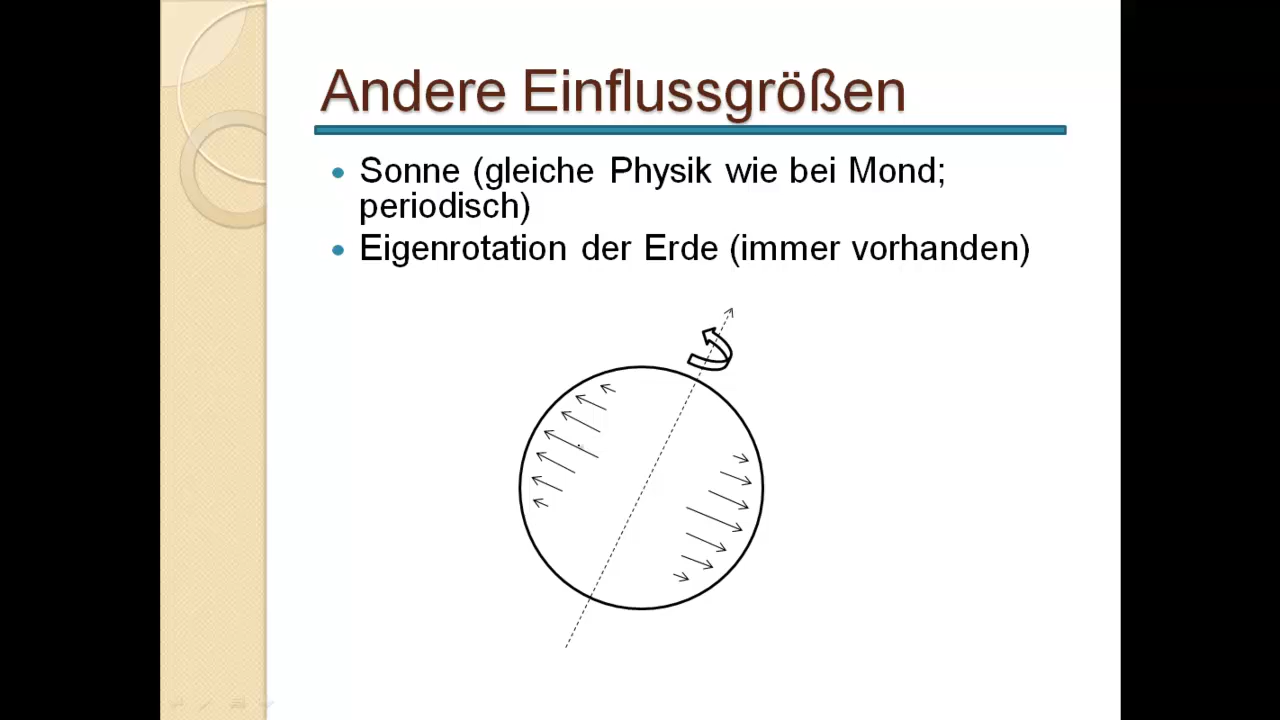 Andere Einflussgrößen
Sonne (gleiche Physik wie bei Mond;
periodisch)
Eigenrotation der Erde (immer vorhanden)